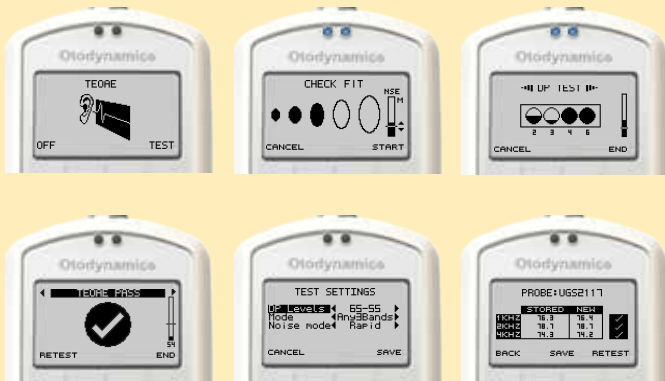 Otodynamics
TEOAE
OFF TEST
Otodynamics
CHECK FIT
NSE
M
CANCEL START
Otodynamics
DP TEST
2 3 4 6
CANCEL END
Otodynamics
TEOAE PASS
54
RETEST END
Otodynamics
TEST SETTINGS
DP Levels 65-55
Mode Any3Bands
Noise mode Rapid
CANCEL SAVE
Otodynamics
PROBE:UGS2117
STORED NEW
1KHZ 76.3 76.4
2KHZ 78.7 78.7
4KHZ 74.3 74.2
BACK SAVE RETEST